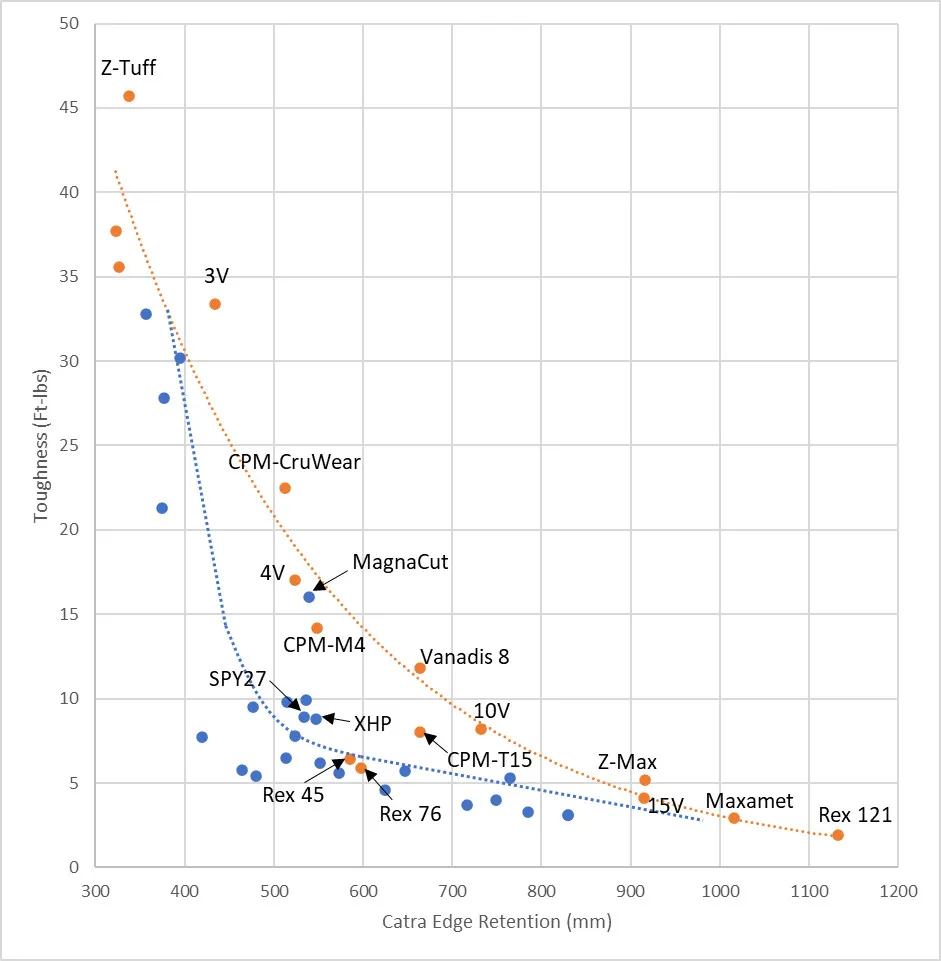 50
Z-Tuff
45
40
35
3V
30
25
CPM-CruWear
20
4V
MagnaCut
15
CPM-M4
Vanadis 8
SPY27
10
XHP
10V
CPM-T15
Z-Max
5
Rex 45
Rex 76
15V
Maxamet
Rex 121
0
300 400 500 600 700 800 900 1000 1100 1200
Catra Edge Retention (mm)
Toughness (Ft-lbs)